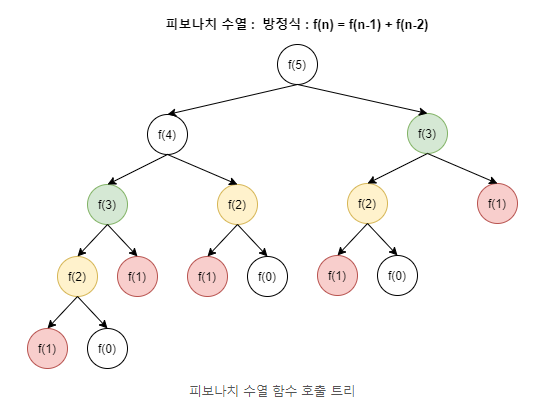 피보나치 수열 : 방정식 : f(n) = f(n-1) + f(n-2)
f(5)
f(4)
f(3)
f(3)
f(2)
f(2)
f(1)
f(2)
f(1)
f(1)
f(0)
f(1)
f(0)
f(1)
f(0)
피보나치 수열 함수 호출 트리